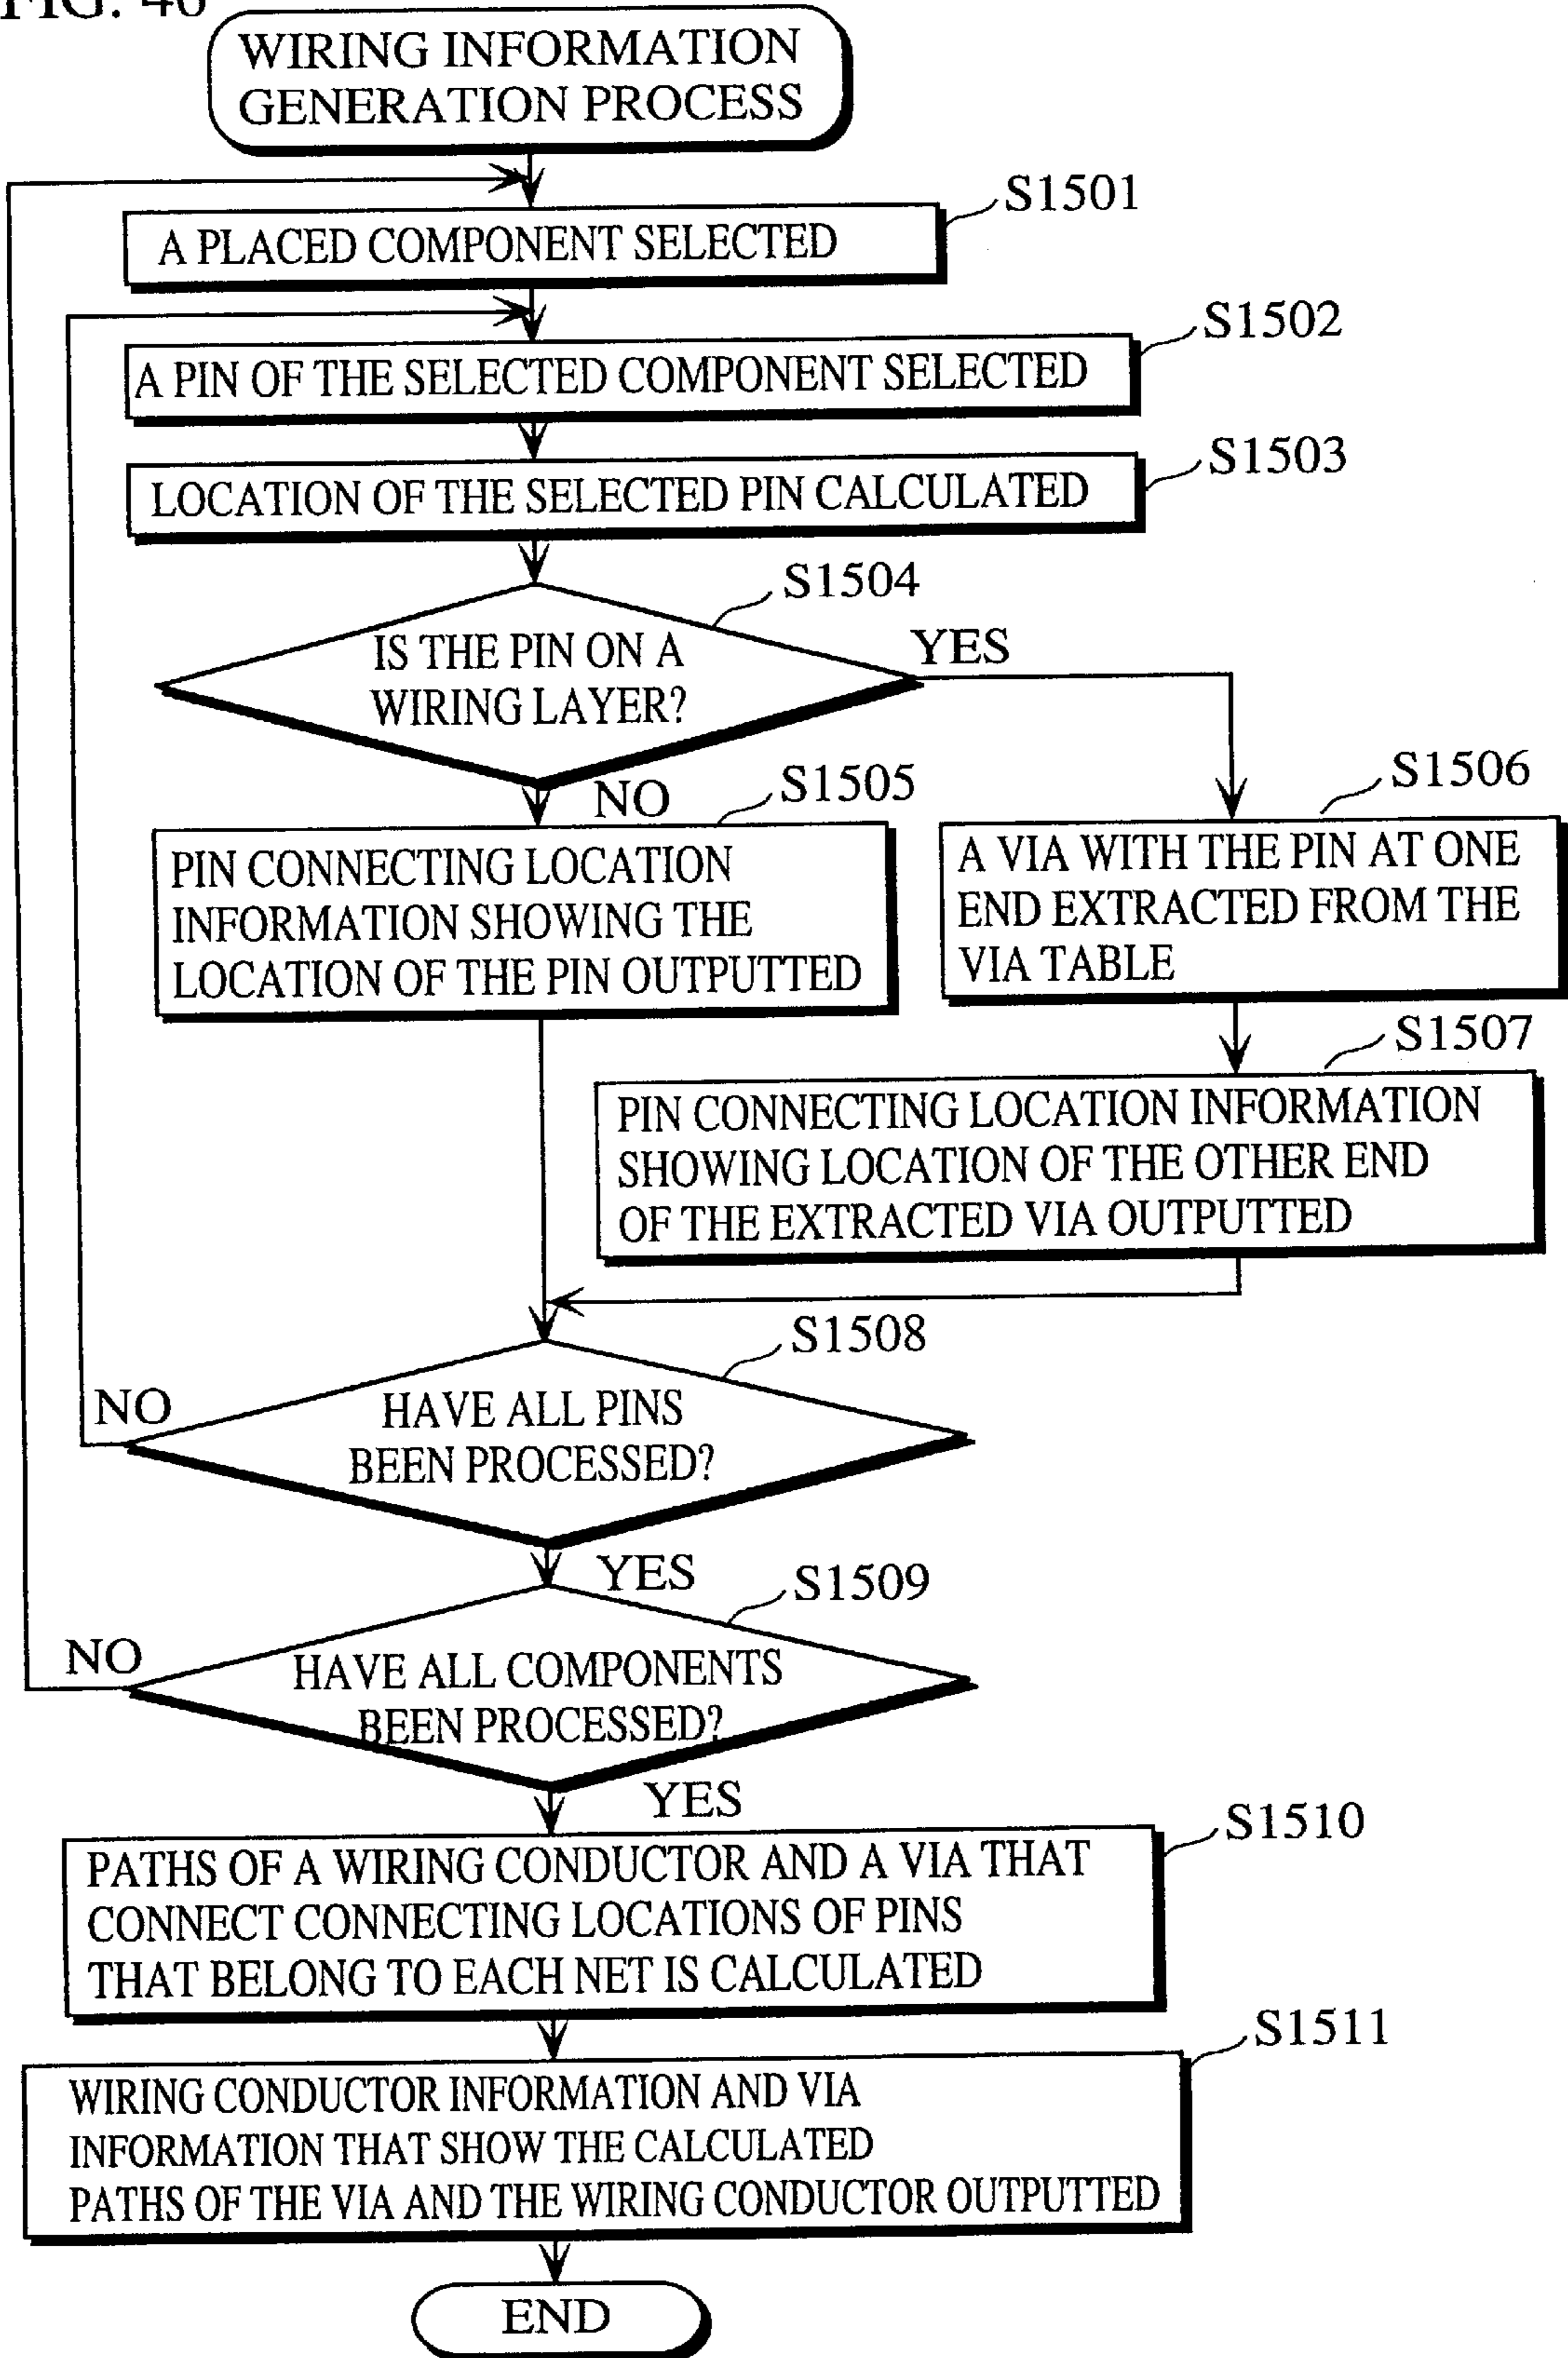 WIRING INFORMATION
GENERATION PROCESS
S1501
A PLACED COMPONENT SELECTED
S1502
A PIN OF THE SELECTED COMPONENT SELECTED
S1503
LOCATION OF THE SELECTED PIN CALCULATED
S1504
IS THE PIN ON A
WIRING LAYER?
YES
NO
S1505
PIN CONNECTING LOCATION
INFORMATION SHOWING THE
LOCATION OF THE PIN OUTPUTTED
S1506
A VIA WITH THE PIN AT ONE
END EXTRACTED FROM THE
VIA TABLE
S1507
PIN CONNECTING LOCATION INFORMATION
SHOWING LOCATION OF THE OTHER END
OF THE EXTRACTED VIA OUTPUTTED
S1508
HAVE ALL PINS
BEEN PROCESSED?
NO
YES
S1509
HAVE ALL COMPONENTS
BEEN PROCESSED?
NO
YES
S1510
PATHS OF A WIRING CONDUCTOR AND A VIA THAT
CONNECT CONNECTING LOCATIONS OF PINS
THAT BELONG TO EACH NET IS CALCULATED
S1511
WIRING CONDUCTOR INFORMATION AND VIA
INFORMATION THAT SHOW THE CALCULATED
PATHS OF THE VIA AND THE WIRING CONDUCTOR OUTPUTTED
END